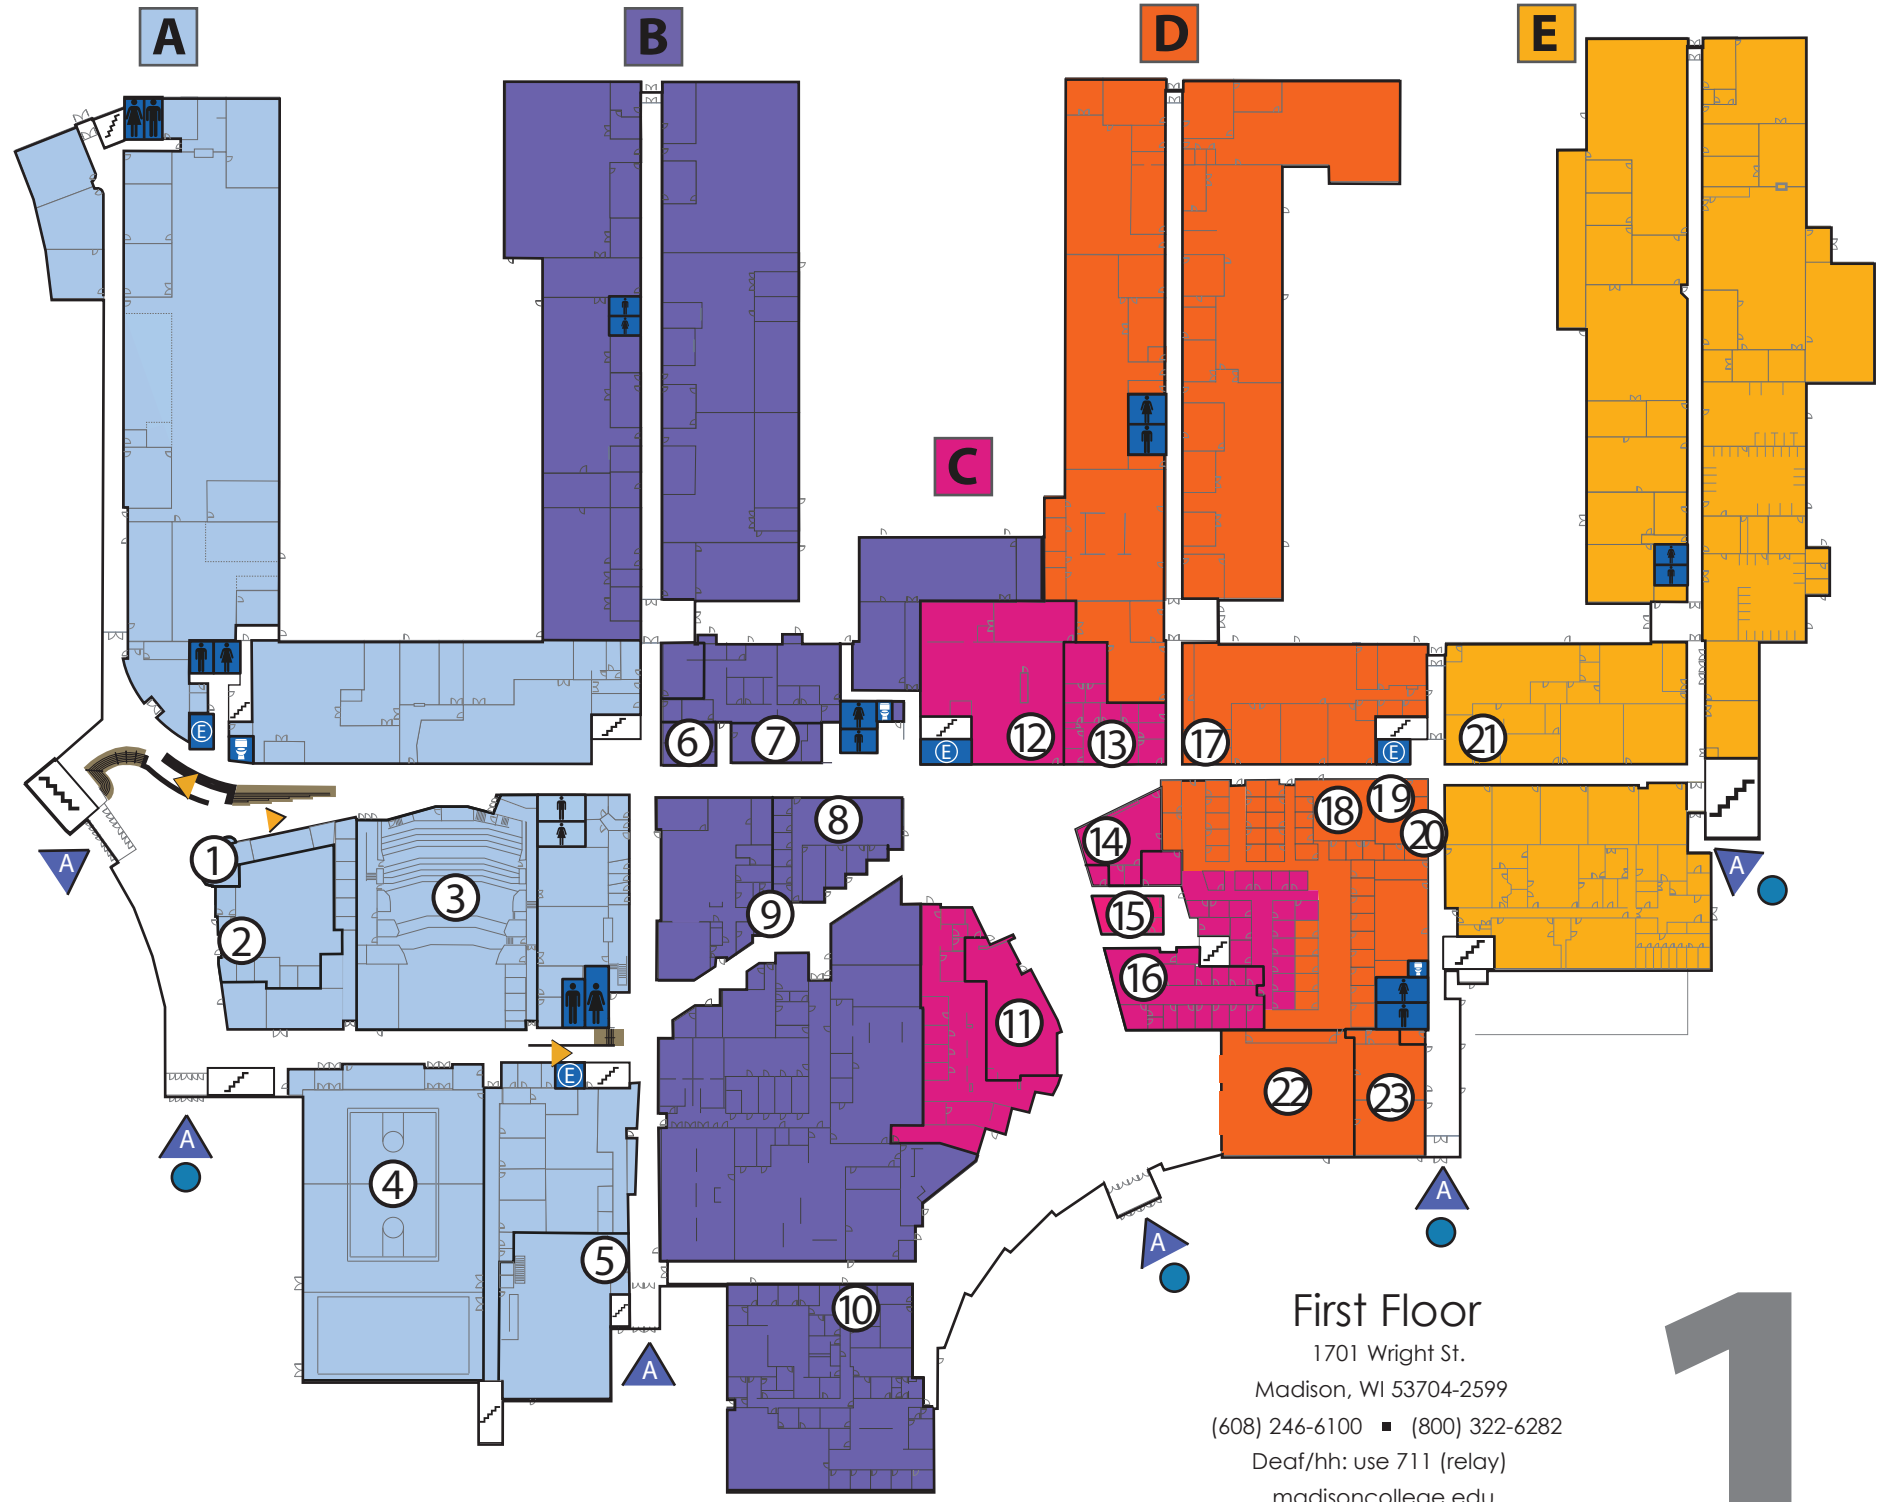 A
B
D
E
C
E
6
7
E
12
13
17
E
21
8
18
19
20
1
14
A
A
3
9
15
2
16
11
E
22
23
A
4
A
5
A
10
A
First Floor
1701 Wright St.
Madison, WI 53704-2599
(608) 246-6100 ■ (800) 322-6282
Deaf/hh: use 711 (relay)
madisoncollege.edu
1